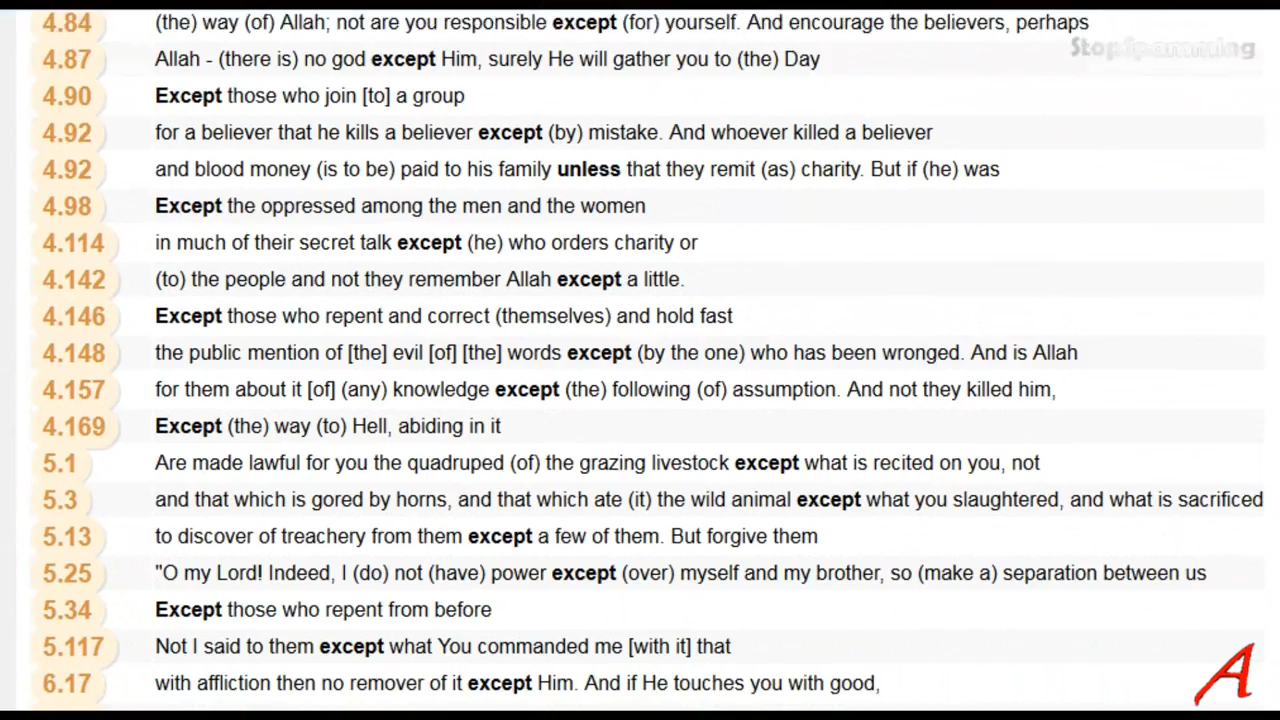 4.84 (the) way (of) Allah; not are you responsible except (for) yourself. And encourage the believers, perhaps
Stopspamming
4.87 Allah - (there is) no god except Him, surely He will gather you to (the) Day
4.90 Except those who join [to] a group
4.92 for a believer that he kills a believer except (by) mistake. And whoever killed a believer
4.92 and blood money (is to be) paid to his family unless that they remit (as) charity. But if (he) was
4.98 Except the oppressed among the men and the women
4.114 in much of their secret talk except (he) who orders charity or
4.142 (to) the people and not they remember Allah except a little.
4.146 Except those who repent and correct (themselves) and hold fast
4.148 the public mention of [the] evil [of] [the] words except (by the one) who has been wronged. And is Allah
4.157 for them about it [of] (any) knowledge except (the) following (of) assumption. And not they killed him,
4.169 Except (the) way (to) Hell, abiding in it
5.1 Are made lawful for you the quadruped (of) the grazing livestock except what is recited on you, not
5.3 and that which is gored by horns, and that which ate (it) the wild animal except what you slaughtered, and what is sacrificed
5.13 to discover of treachery from them except a few of them. But forgive them
5.25 "O my Lord! Indeed, I (do) not (have) power except (over) myself and my brother, so (make a) separation between us
5.34 Except those who repent from before
5.117 Not I said to them except what You commanded me [with it] that
6.17 with affliction then no remover of it except Him. And if He touches you with good,
A